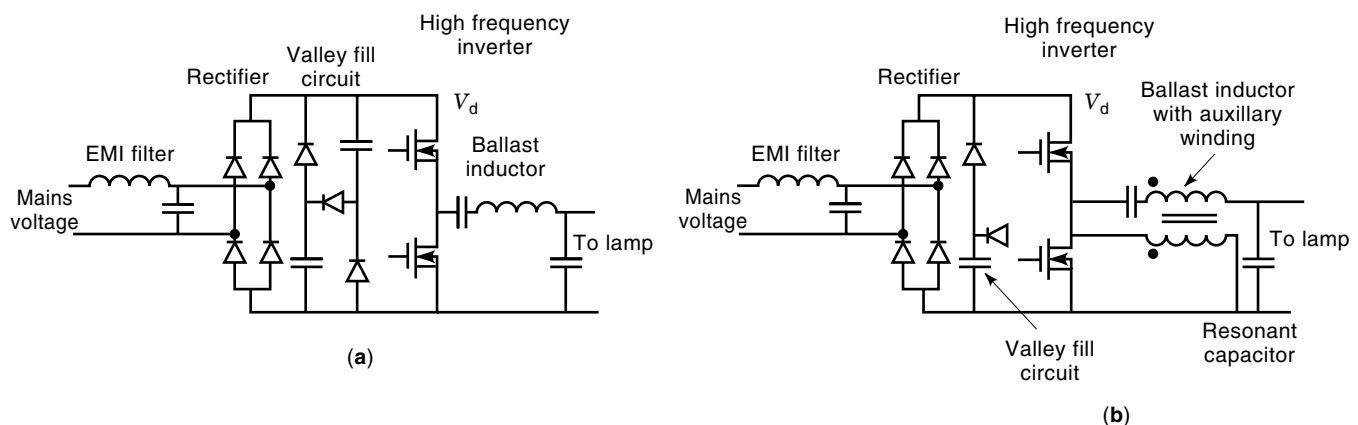 High frequency
inverter
Valley fill
circuit
Rectifier
V_d
EMI filter
Ballast
inductor
Mains
voltage
To lamp
(a)
High frequency
inverter
Rectifier
V_d
Ballast inductor
with auxillary
winding
EMI filter
Mains
voltage
To lamp
Valley fill
circuit
Resonant
capacitor
(b)